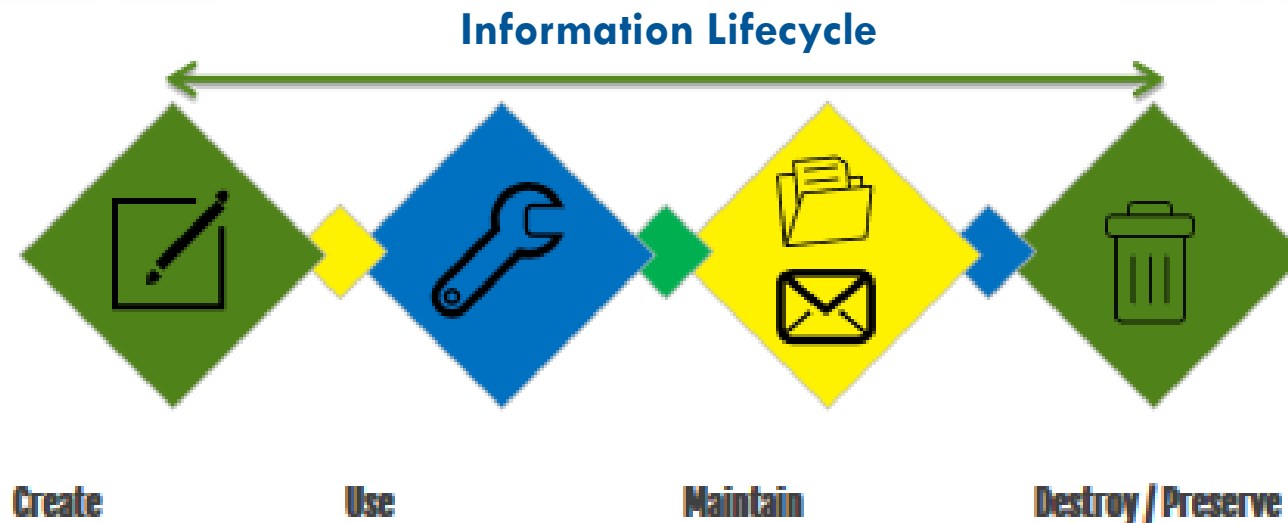 Information Lifecycle
Create
Use
Maintain
Destroy / Preserve